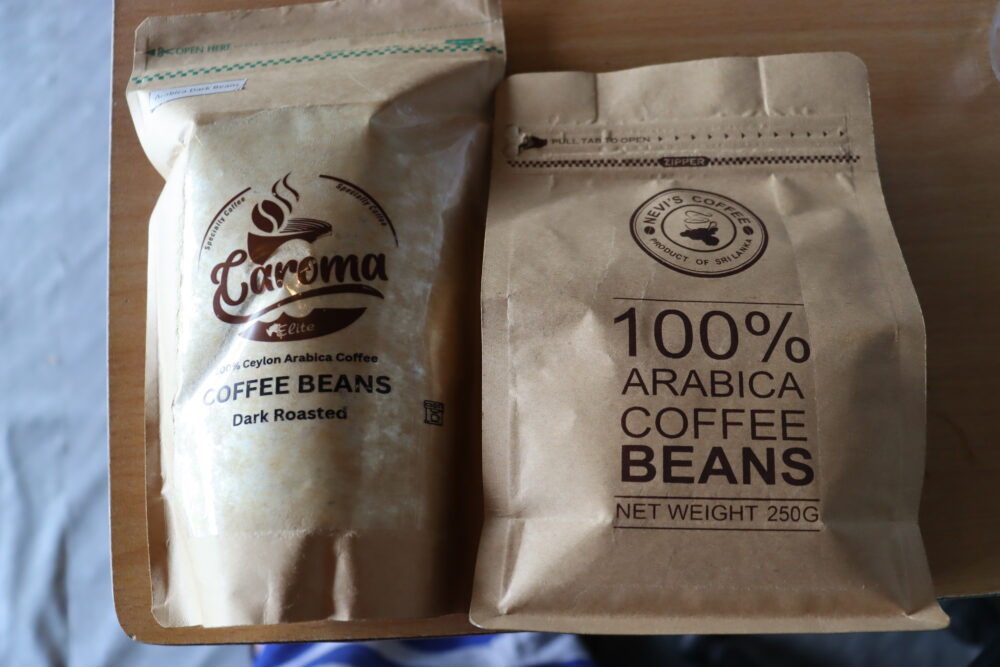 OPEN HERE
Arabica Dark Beans
Specialty Coffee
Specialty Coffee
Caroma
Elite
100% Ceylon Arabica Coffee
COFFEE BEANS
Dark Roasted
PULL TAB TO OPEN
ZIPPER
NEVI'S COFFEE
PRODUCT OF SRI LANKA
100%
ARABICA
COFFEE
BEANS
NET WEIGHT 250G